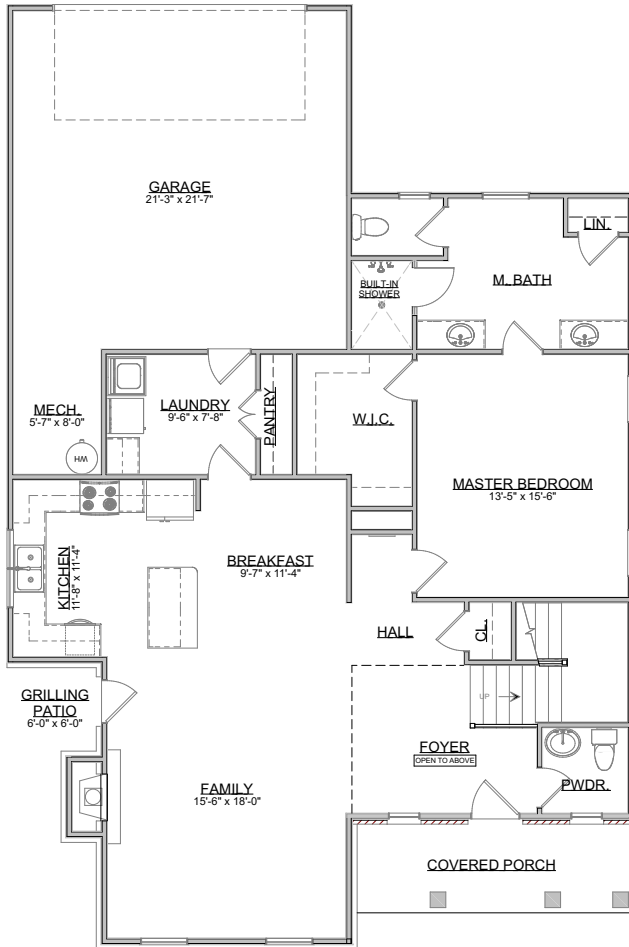 GARAGE
21'-3" x 21'-7"
LIN.
BUILT-IN
SHOWER
M. BATH
MECH.
5'-7" x 8'-0"
WH
LAUNDRY
9'-6" x 7'-8"
PANTRY
W.I.C.
MASTER BEDROOM
13'-5" x 15'-6"
KITCHEN
11'-8" x 11'-4"
BREAKFAST
9'-7" x 11'-4"
HALL
CL.
GRILLING
PATIO
6'-0" x 6'-0"
UP
FOYER
OPEN TO ABOVE
FAMILY
15'-6" x 18'-0"
PWDR.
COVERED PORCH